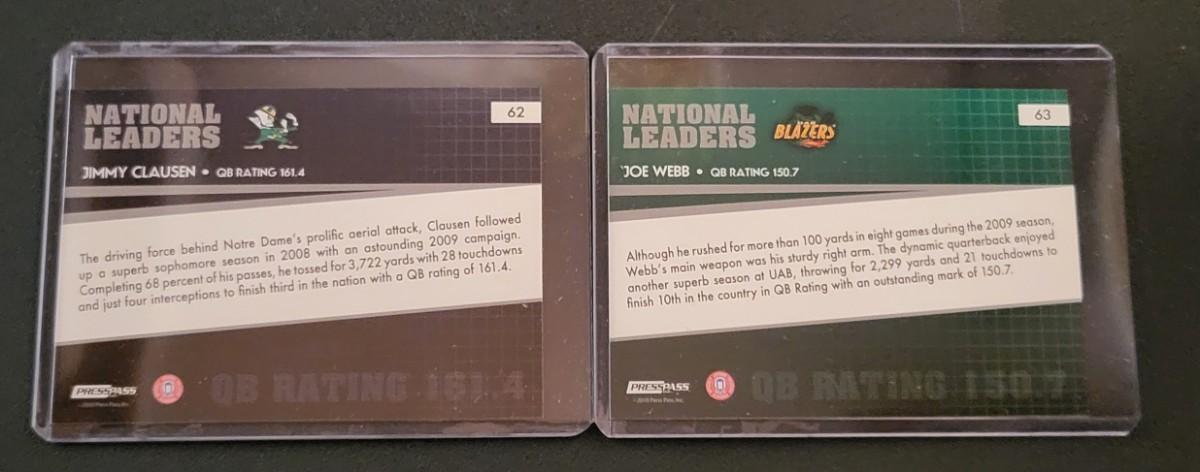 NATIONAL
LEADERS
62
JIMMY CLAUSEN • QB RATING 161.4
The driving force behind Notre Dame's prolific aerial attack, Clausen followed
up a superb sophomore season in 2008 with an astounding 2009 campaign.
Completing 68 percent of his passes, he tossed for 3,722 yards with 28 touchdowns
and just four interceptions to finish third in the nation with a QB rating of 161.4.
PRESSPASS
QB RATING 161.4
NATIONAL
LEADERS
BLAZERS
63
JOE WEBB • QB RATING 150.7
Although he rushed for more than 100 yards in eight games during the 2009 season,
Webb's main weapon was his sturdy right arm. The dynamic quarterback enjoyed
another superb season at UAB, throwing for 2,299 yards and 21 touchdowns to
finish 10th in the country in QB Rating with an outstanding mark of 150.7.
PRESSPASS
©2010 Press Pass, Inc.
QB RATING 150.7